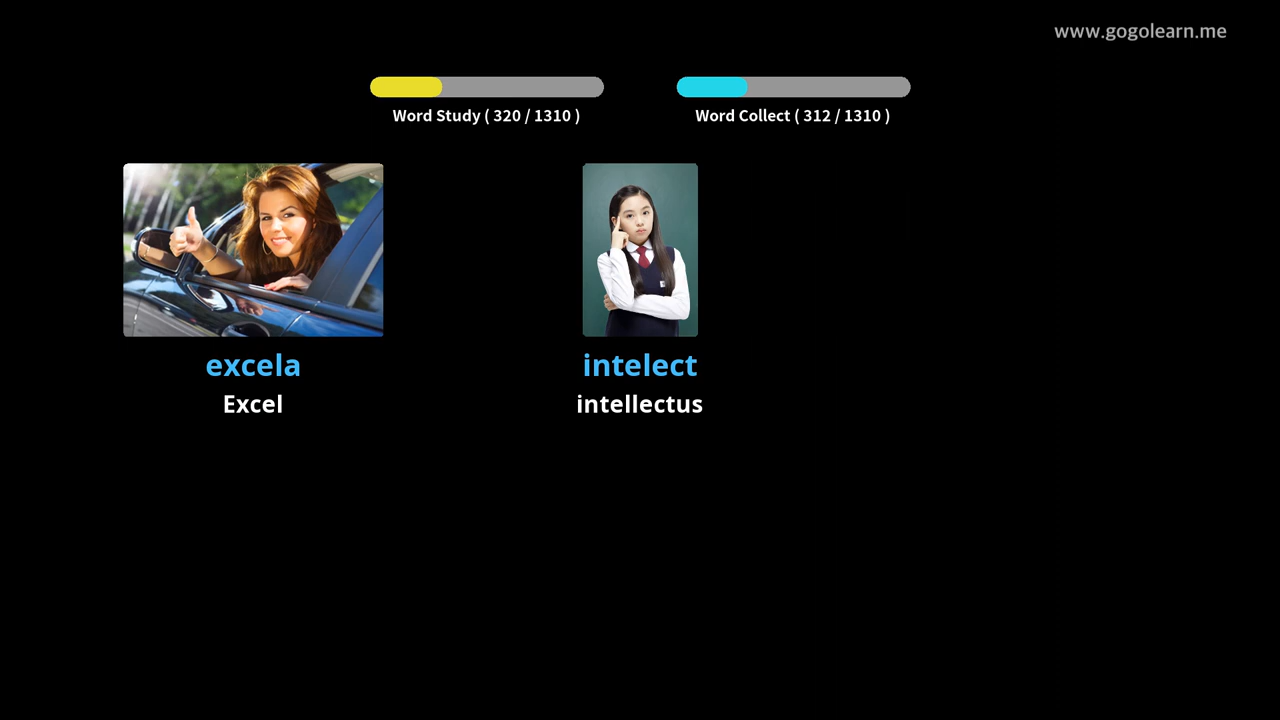 www.gogolearn.me
Word Study ( 320 / 1310 )
Word Collect ( 312 / 1310 )
excela
Excel
intelect
intellectus